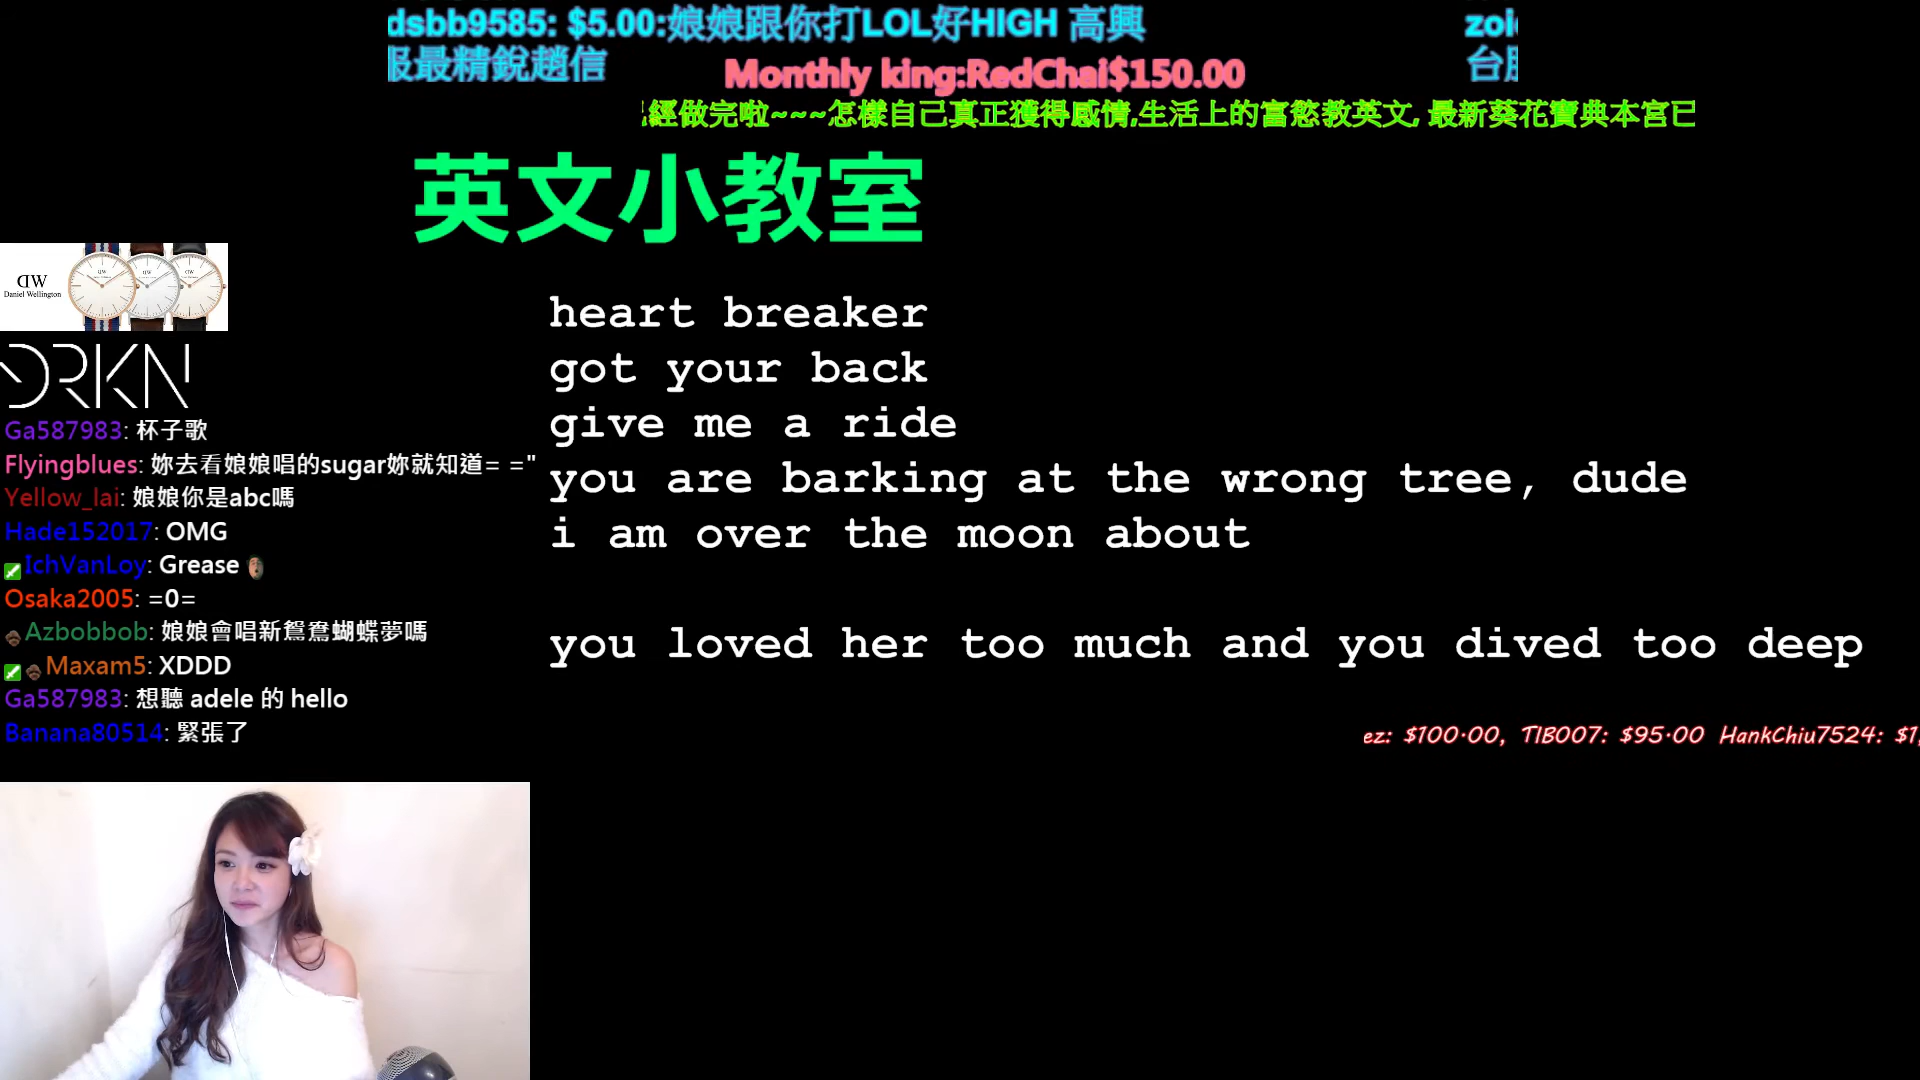 dsbb9585: $5.00:娘娘跟你打LOL好HIGH 高興
zoi
服最精銳趙信
台服
Monthly king:RedChai$150.00
經做完啦~~~怎樣自己真正獲得感情,生活上的富慾教英文, 最新葵花寶典本宮已
英文小教室
DW
Daniel Wellington
DRKN
heart breaker
got your back
give me a ride
you are barking at the wrong tree, dude
i am over the moon about
you loved her too much and you dived too deep
Ga587983: 杯子歌
Flyingblues: 妳去看娘娘唱的sugar妳就知道= ="
Yellow_lai: 娘娘你是abc嗎
Hade152017: OMG
IchVanLoy: Grease
Osaka2005: =0=
Azbobbob: 娘娘會唱新鴛鴦蝴蝶夢嗎
Maxam5: XDDD
Ga587983: 想聽 adele 的 hello
Banana80514: 緊張了
ez: $100.00, TIB007: $95.00 HankChiu7524: $1,